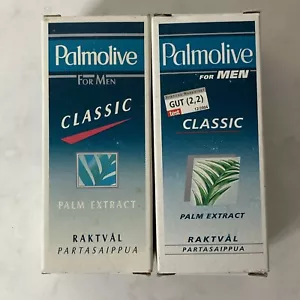 Palmolive
FOR MEN
CLASSIC
PALM EXTRACT
RAKTVÅL
PARTASAIPPUA
Palmolive
FOR MEN
GUT (2,2)
CLASSIC
PALM EXTRACT
RAKTVÅL
PARTASAIPPUA